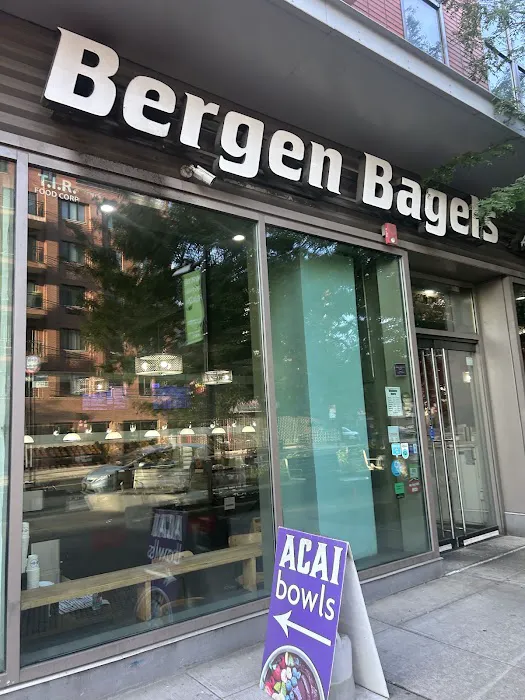 Bergen Bagels
T.I.R.
FOOD CORP
ACAI
bowls